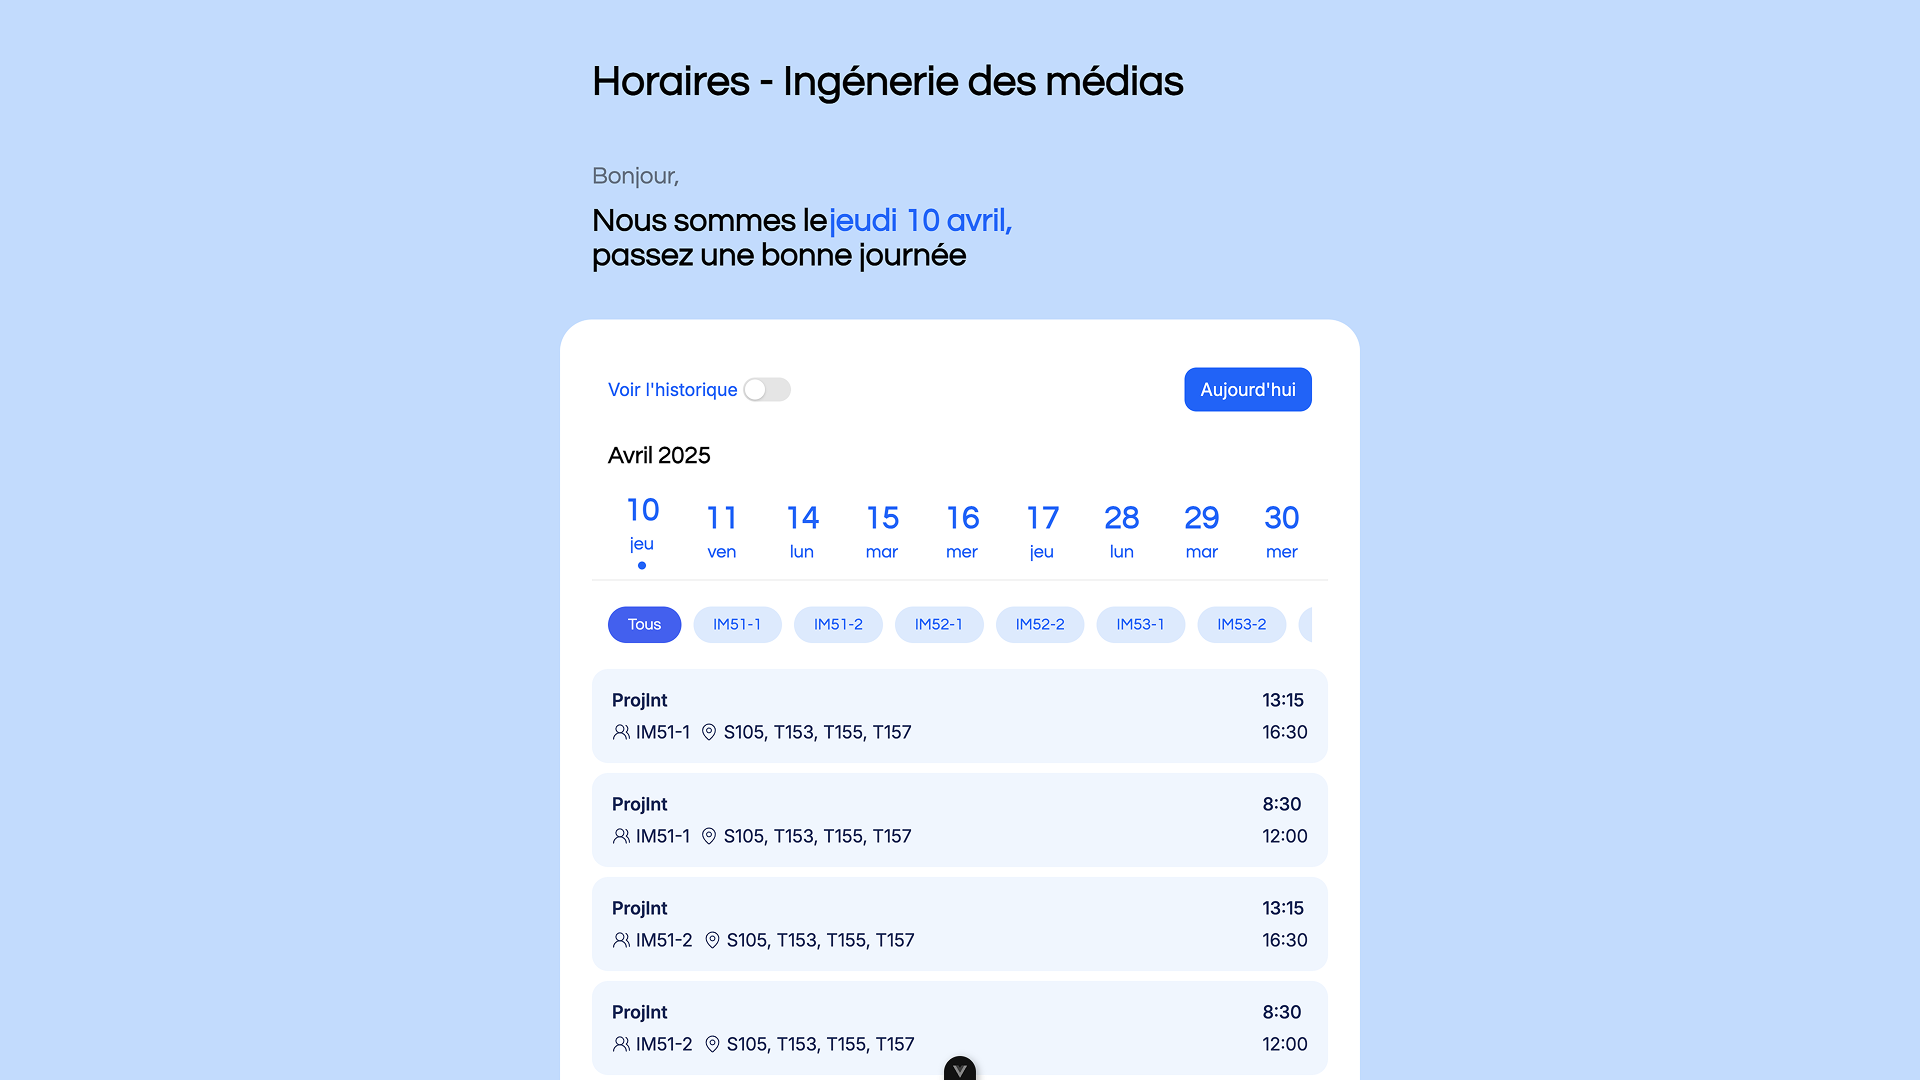 Horaires - Ingénerie des médias
Bonjour,
Nous sommes le jeudi 10 avril,
passez une bonne journée
Voir l'historique
Aujourd'hui
Avril 2025
10 11 14 15 16 17 28 29 30
jeu ven lun mar mer jeu lun mar mer
Tous IM51-1 IM51-2 IM52-1 IM52-2 IM53-1 IM53-2
ProjInt 13:15
IM51-1 S105, T153, T155, T157 16:30
ProjInt 8:30
IM51-1 S105, T153, T155, T157 12:00
ProjInt 13:15
IM51-2 S105, T153, T155, T157 16:30
ProjInt 8:30
IM51-2 S105, T153, T155, T157 12:00